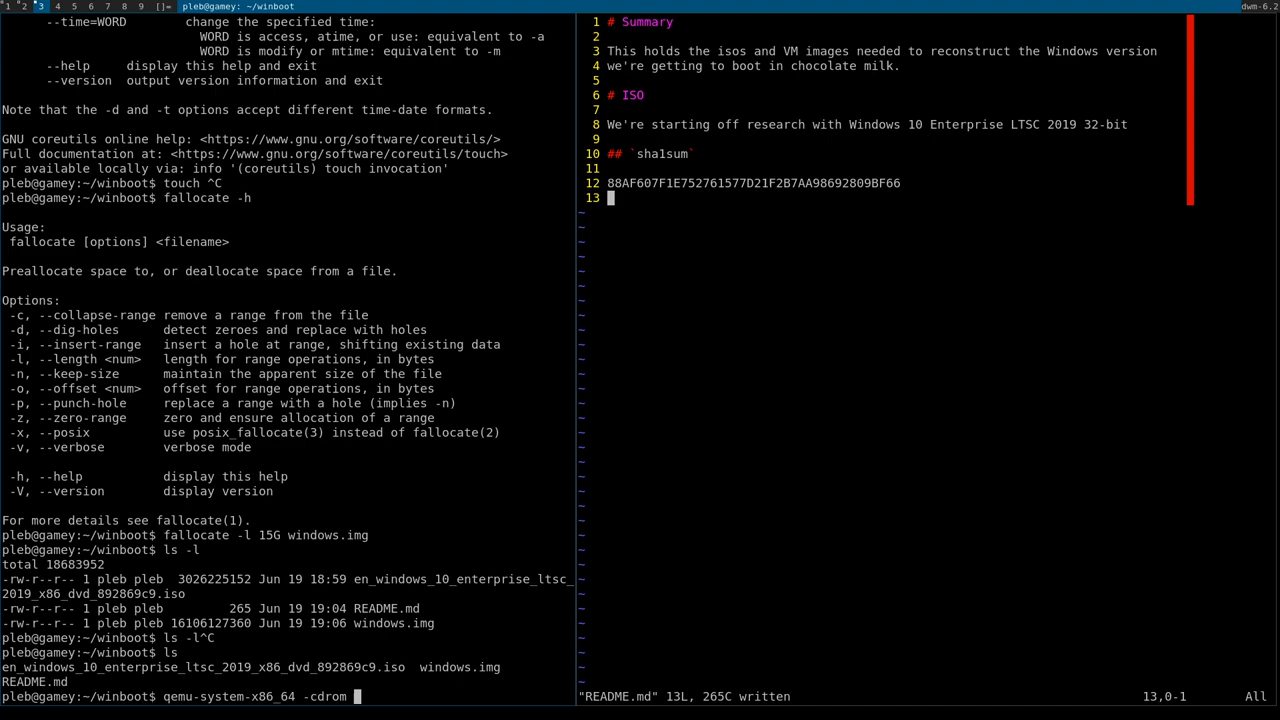 1 2 3 4 5 6 7 8 9 []= pleb@gamey: ~/winboot dwm-6.2
--time=WORD change the specified time:
WORD is access, atime, or use: equivalent to -a
WORD is modify or mtime: equivalent to -m
--help display this help and exit
--version output version information and exit
Note that the -d and -t options accept different time-date formats.
GNU coreutils online help: <https://www.gnu.org/software/coreutils/>
Full documentation at: <https://www.gnu.org/software/coreutils/touch>
or available locally via: info '(coreutils) touch invocation'
pleb@gamey:~/winboot$ touch ^C
pleb@gamey:~/winboot$ fallocate -h
Usage:
fallocate [options] <filename>
Preallocate space to, or deallocate space from a file.
Options:
-c, --collapse-range remove a range from the file
-d, --dig-holes detect zeroes and replace with holes
-i, --insert-range insert a hole at range, shifting existing data
-l, --length <num> length for range operations, in bytes
-n, --keep-size maintain the apparent size of the file
-o, --offset <num> offset for range operations, in bytes
-p, --punch-hole replace a range with a hole (implies -n)
-z, --zero-range zero and ensure allocation of a range
-x, --posix use posix_fallocate(3) instead of fallocate(2)
-v, --verbose verbose mode
-h, --help display this help
-V, --version display version
For more details see fallocate(1).
pleb@gamey:~/winboot$ fallocate -l 15G windows.img
pleb@gamey:~/winboot$ ls -l
total 18683952
-rw-r--r-- 1 pleb pleb 3026225152 Jun 19 18:59 en_windows_10_enterprise_ltsc_
2019_x86_dvd_892869c9.iso
-rw-r--r-- 1 pleb pleb 265 Jun 19 19:04 README.md
-rw-r--r-- 1 pleb pleb 16106127360 Jun 19 19:06 windows.img
pleb@gamey:~/winboot$ ls -l^C
pleb@gamey:~/winboot$ ls
en_windows_10_enterprise_ltsc_2019_x86_dvd_892869c9.iso windows.img
README.md
pleb@gamey:~/winboot$ qemu-system-x86_64 -cdrom
1 # Summary
2
3 This holds the isos and VM images needed to reconstruct the Windows version
4 we're getting to boot in chocolate milk.
5
6 # ISO
7
8 We're starting off research with Windows 10 Enterprise LTSC 2019 32-bit
9
10 ## `sha1sum`
11
12 88AF607F1E752761577D21F2B7AA98692809BF66
13
"README.md" 13L, 265C written 13,0-1 All